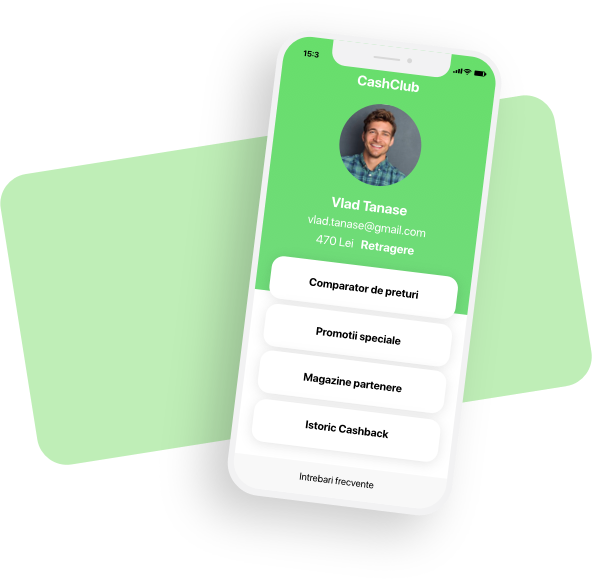 15:3
CashClub
Vlad Tanase
vlad.tanase@gmail.com
470 Lei Retragere
Comparator de preturi
Promotii speciale
Magazine partenere
Istoric Cashback
Intrebari frecvente